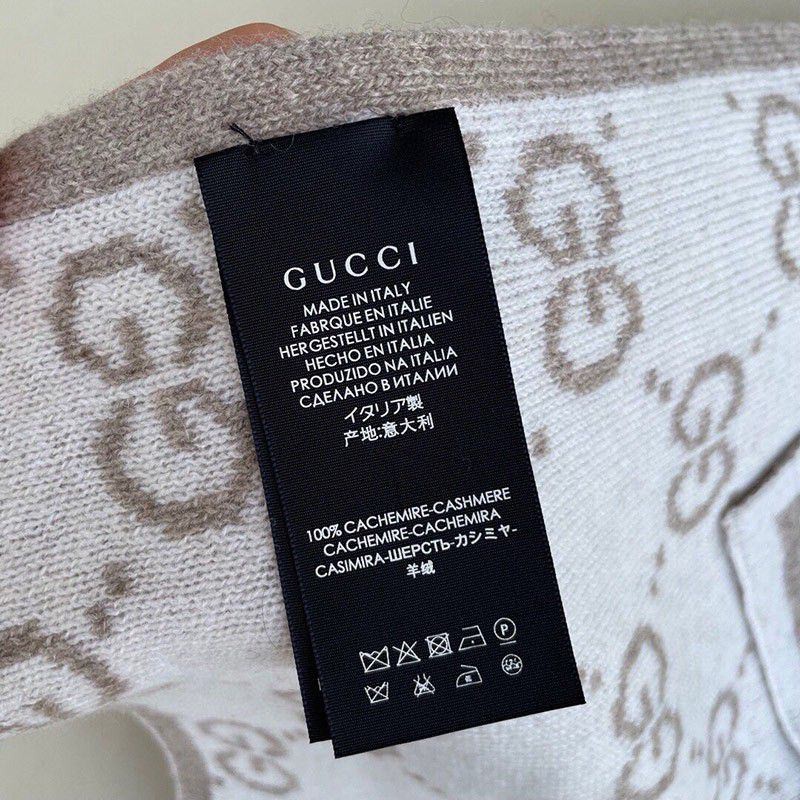 GUCCI
MADE IN ITALY
FABRQUE EN ITALIE
HERGESTELLT IN ITALIEN
HECHO EN ITALIA
PRODUZIDO NA ITALIA
СДЕЛАНО В ИТАЛИИ
イタリア製
产地:意大利
100% CACHEMIRE-CASHMERE
CACHEMIRE-CACHEMIRA
CASIMIRA-ШЕРСТЬ-カシミヤ-
羊绒
P